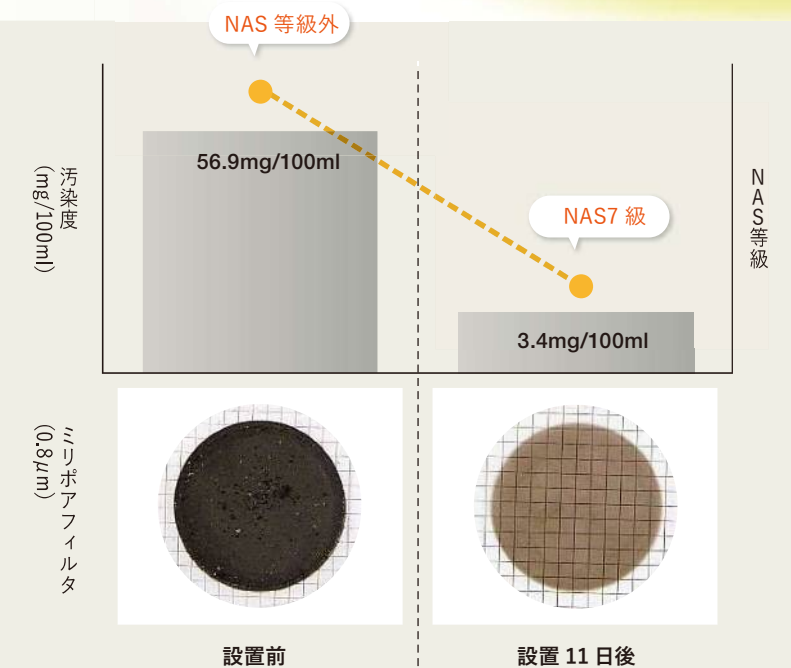 NAS 等級外
56.9mg/100ml
NAS7 級
3.4mg/100ml
汚染度
(mg/100ml)
NAS等級
ミリポアフィルタ
(0.8μm)
設置前
設置 11 日後